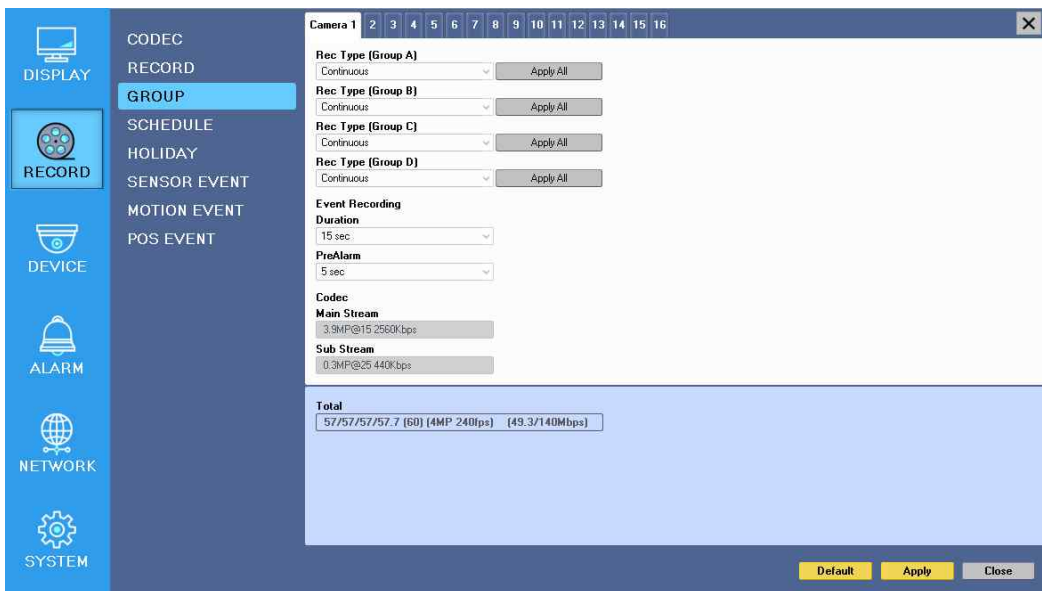 DISPLAY
RECORD
DEVICE
ALARM
NETWORK
SYSTEM
CODEC
RECORD
GROUP
SCHEDULE
HOLIDAY
SENSOR EVENT
MOTION EVENT
POS EVENT
Camera 1 2 3 4 5 6 7 8 9 10 11 12 13 14 15 16
Rec Type (Group A)
Continuous Apply All
Rec Type (Group B)
Continuous Apply All
Rec Type (Group C)
Continuous Apply All
Rec Type (Group D)
Continuous Apply All
Event Recording
Duration
15 sec
PreAlarm
5 sec
Codec
Main Stream
3.9MP@15 2560Kbps
Sub Stream
0.3MP@25 440Kbps
Total
57/57/57/57.7 (60) (4MP 240fps) (49.3/140Mbps)
Default Apply Close